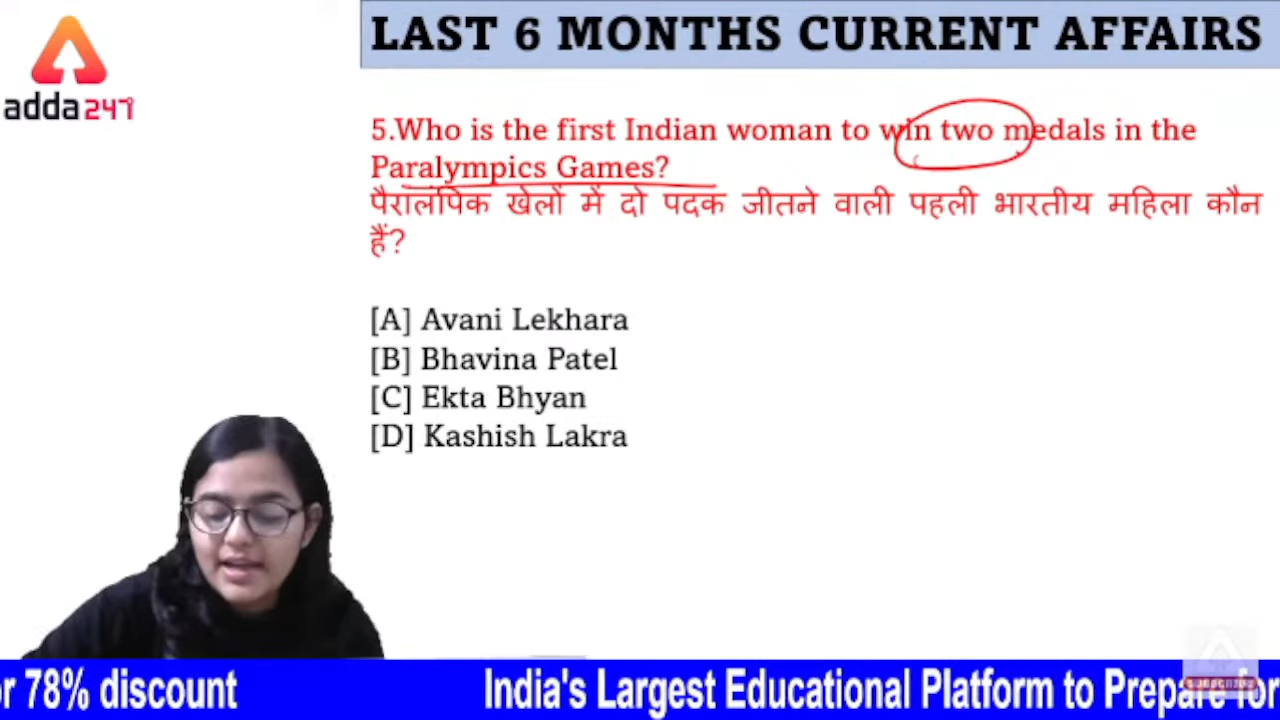 adda247
LAST 6 MONTHS CURRENT AFFAIRS
5.Who is the first Indian woman to win two medals in the
Paralympics Games?
पैरालंपिक खेलों में दो पदक जीतने वाली पहली भारतीय महिला कौन
हैं?
[A] Avani Lekhara
[B] Bhavina Patel
[C] Ekta Bhyan
[D] Kashish Lakra
SUBSCRIBE
or 78% discount India's Largest Educational Platform to Prepare for